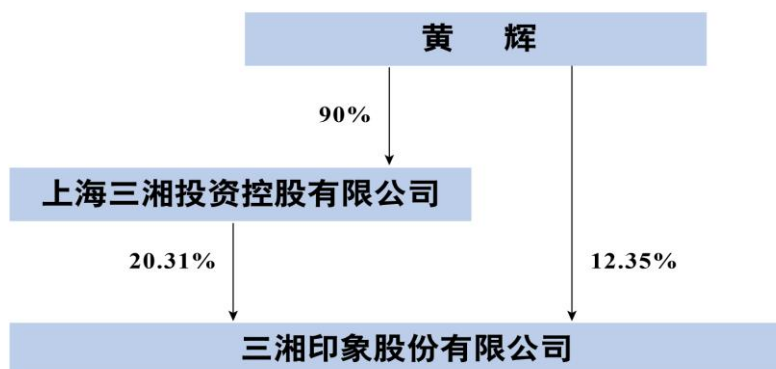 黄 辉
90%
上海三湘投资控股有限公司
20.31%
12.35%
三湘印象股份有限公司